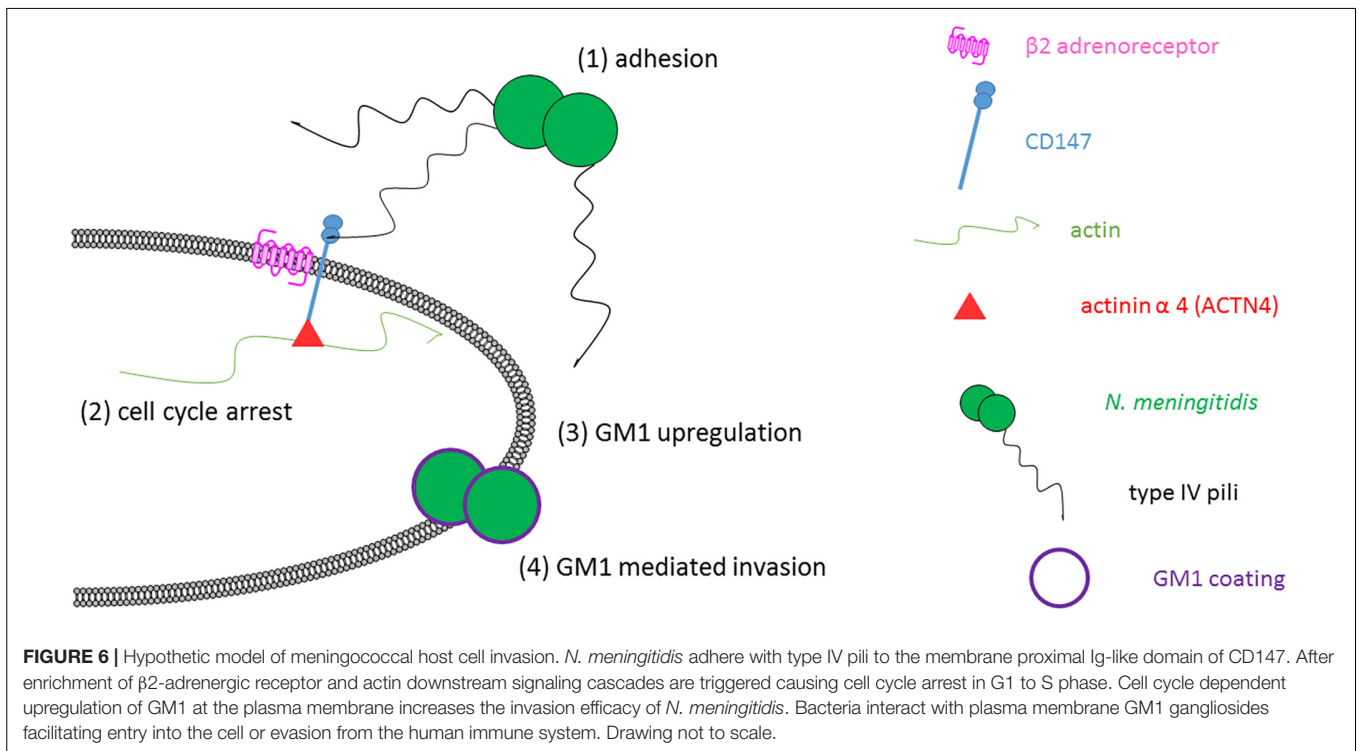 (1) adhesion
(2) cell cycle arrest
(3) GM1 upregulation
(4) GM1 mediated invasion
β2 adrenoreceptor
CD147
actin
actinin α 4 (ACTN4)
N. meningitidis
type IV pili
GM1 coating
FIGURE 6 | Hypothetic model of meningococcal host cell invasion. N. meningitidis adhere with type IV pili to the membrane proximal Ig-like domain of CD147. After
enrichment of β2-adrenergic receptor and actin downstream signaling cascades are triggered causing cell cycle arrest in G1 to S phase. Cell cycle dependent
upregulation of GM1 at the plasma membrane increases the invasion efficacy of N. meningitidis. Bacteria interact with plasma membrane GM1 gangliosides
facilitating entry into the cell or evasion from the human immune system. Drawing not to scale.